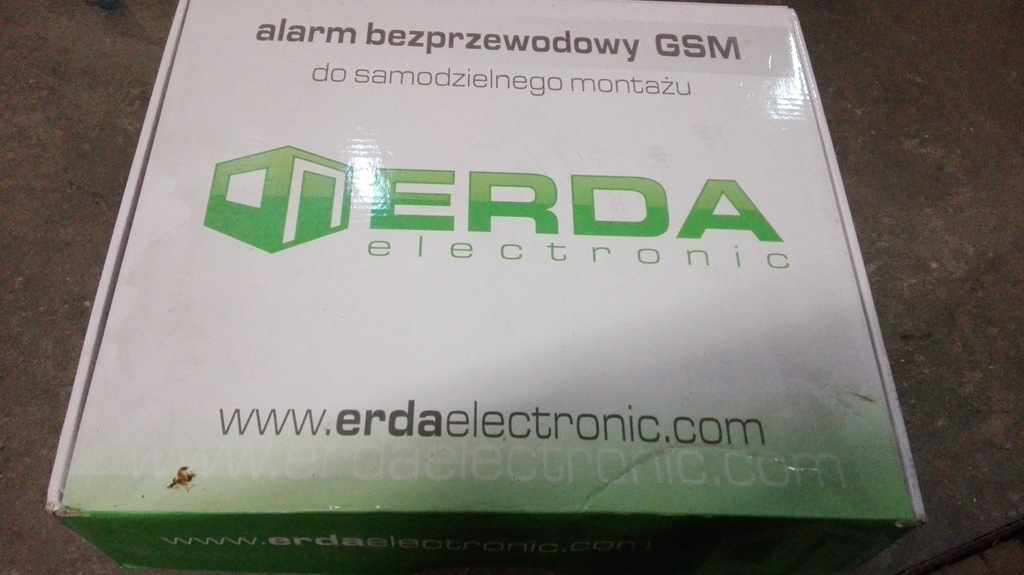 alarm bezprzewodowy GSM
do samodzielnego montażu
ERDA
electronic
www.erdaelectronic.com
www.erdaelectronic.com
www.erdaelectronic.com